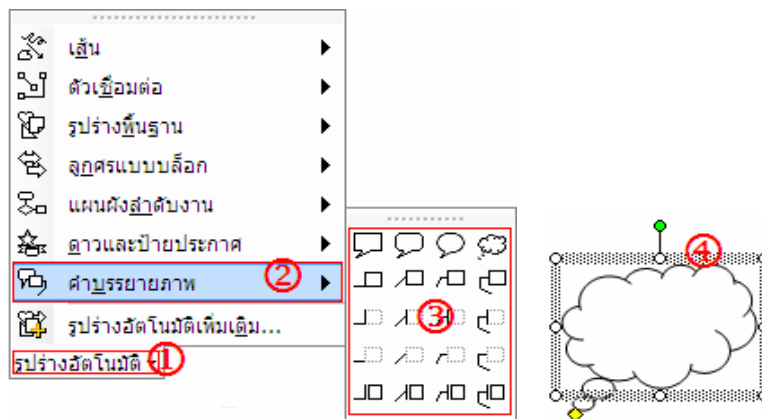 เส้น
ตัวเชื่อมต่อ
รูปร่างพื้นฐาน
ลูกศรแบบบล็อก
แผนผังลำดับงาน
ดาวและป้ายประกาศ
คำบรรยายภาพ ②
รูปร่างอัตโนมัติเพิ่มเติม...
รูปร่างอัตโนมัติ ①
③
④